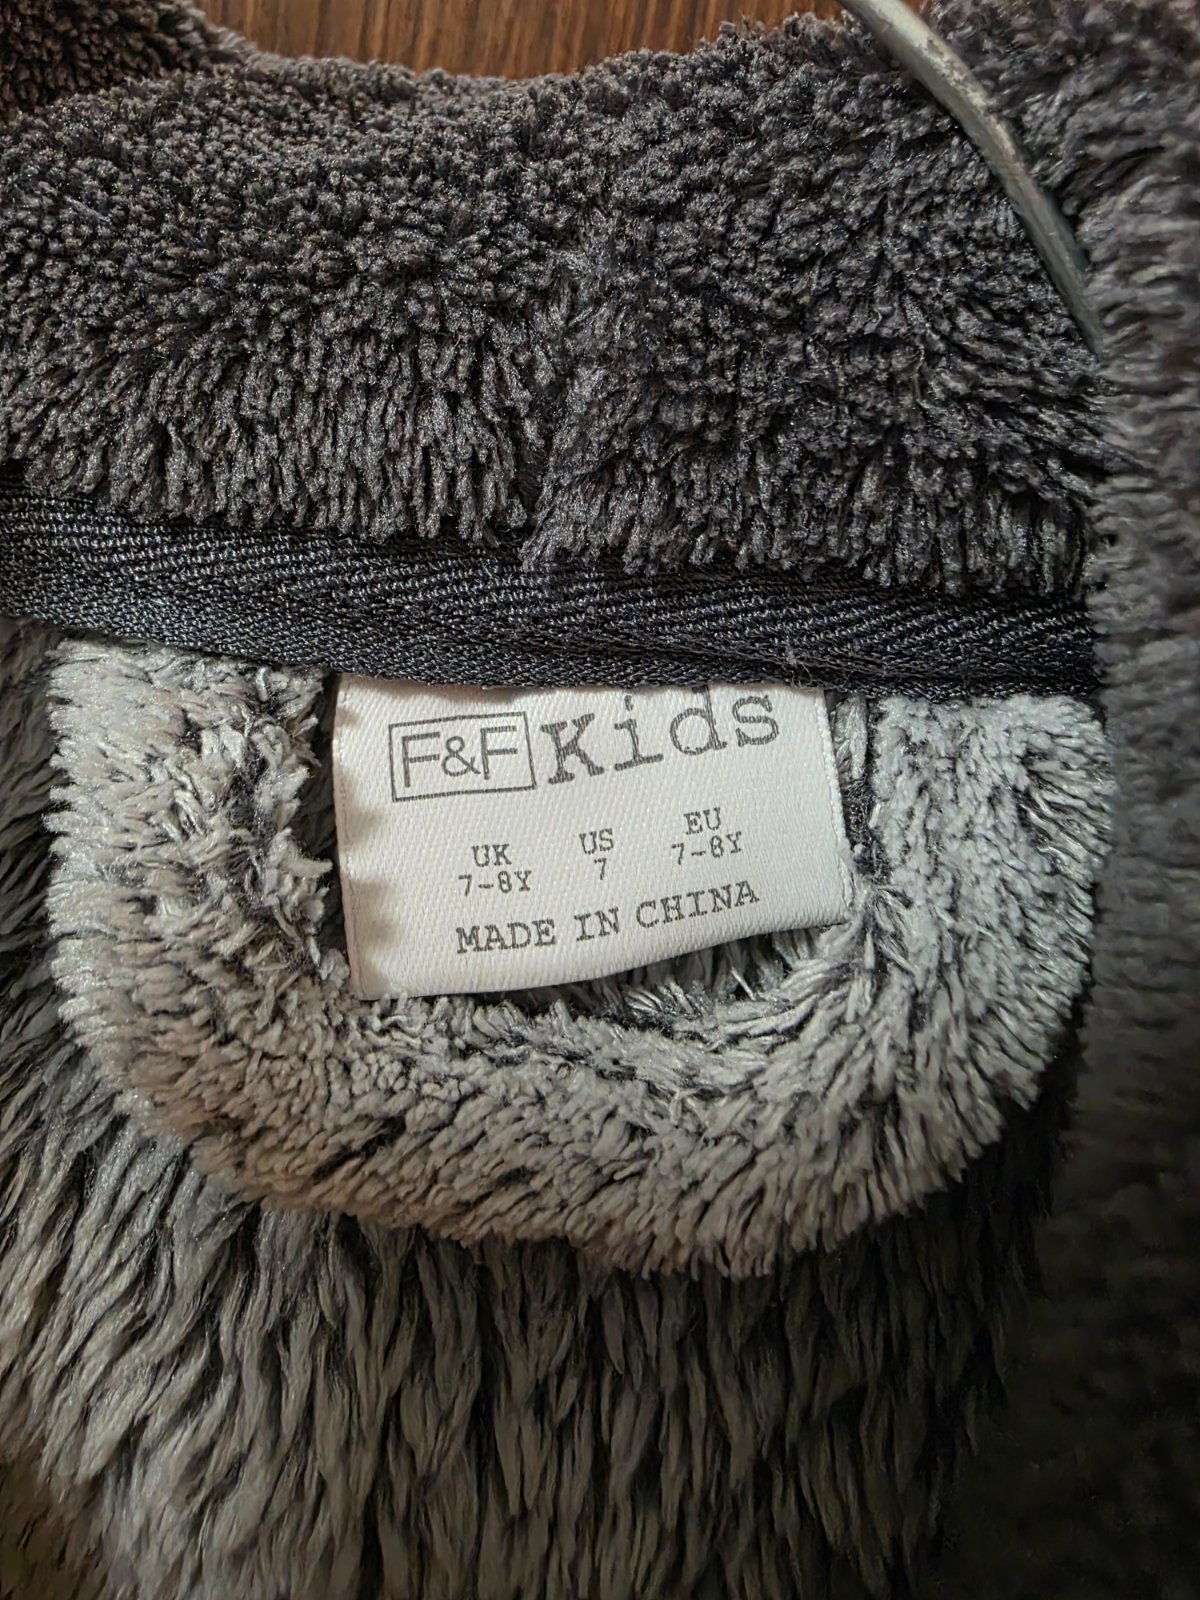 F&F Kids
UK US EU
7-8Y 7 7-8Y
MADE IN CHINA